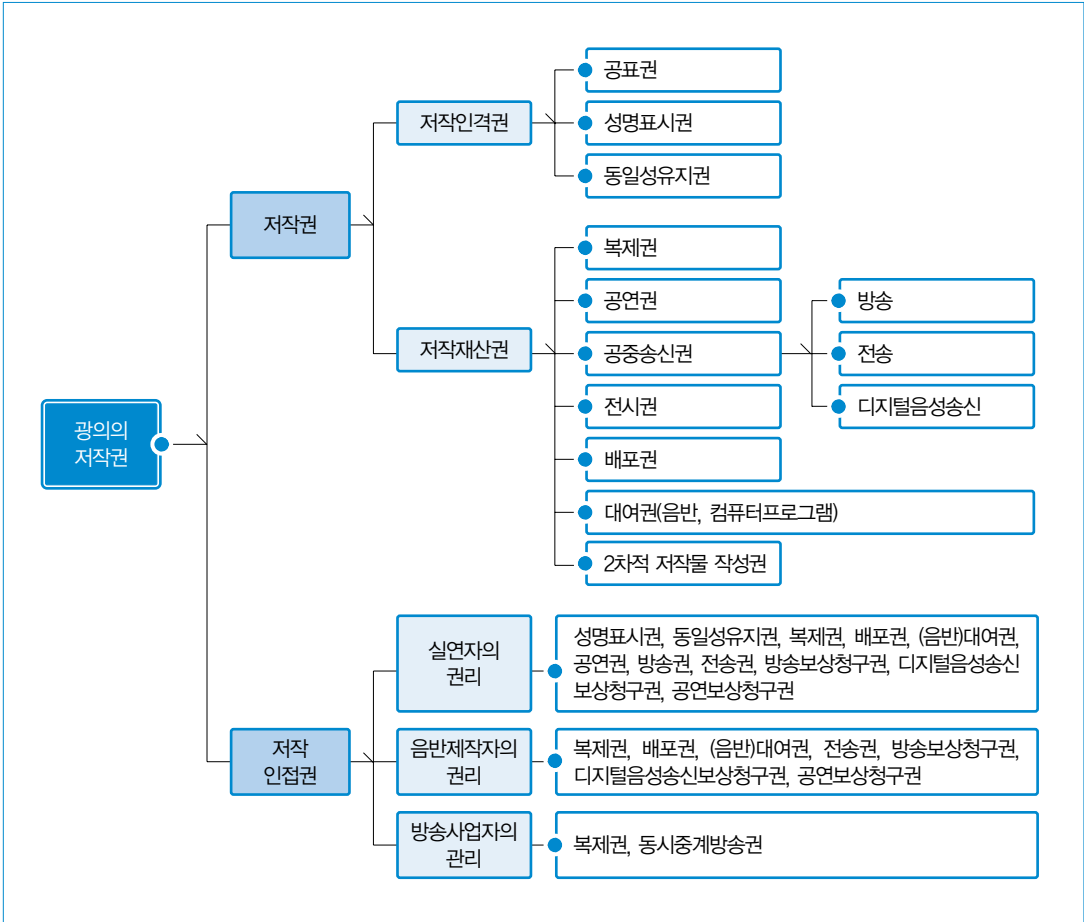 공표권
저작인격권
성명표시권
동일성유지권
저작권
복제권
공연권
방송
저작재산권
공중송신권
전송
전시권
디지털음성송신
광의의
저작권
배포권
대여권(음반, 컴퓨터프로그램)
2차적 저작물 작성권
실연자의
권리
성명표시권, 동일성유지권, 복제권, 배포권, (음반)대여권,
공연권, 방송권, 전송권, 방송보상청구권, 디지털음성송신
보상청구권, 공연보상청구권
저작
인접권
음반제작자의
권리
복제권, 배포권, (음반)대여권, 전송권, 방송보상청구권,
디지털음성송신보상청구권, 공연보상청구권
방송사업자의
관리
복제권, 동시중계방송권